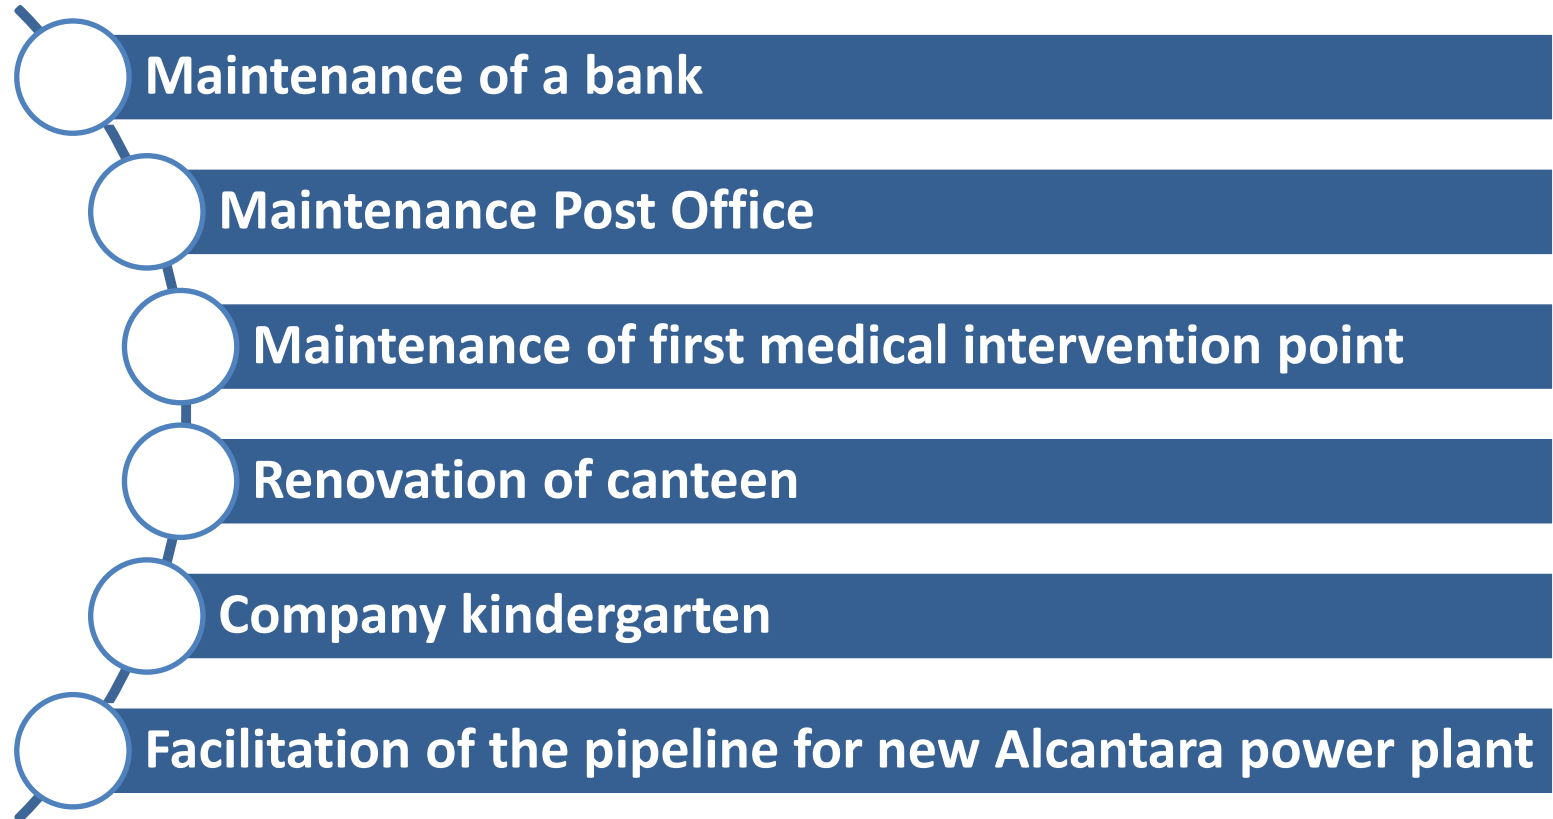 Maintenance of a bank
Maintenance Post Office
Maintenance of first medical intervention point
Renovation of canteen
Company kindergarten
Facilitation of the pipeline for new Alcantara power plant